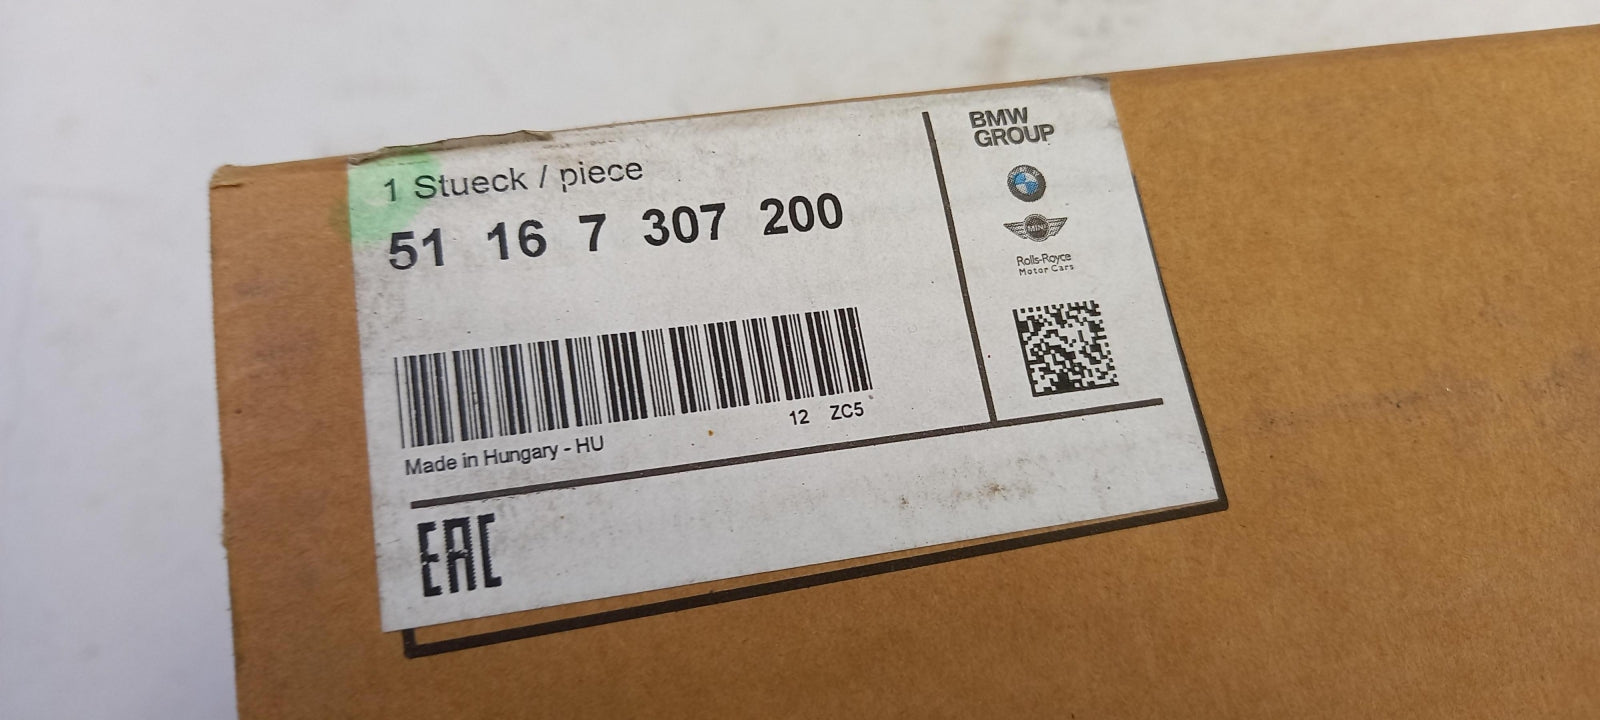 1 Stueck / piece
51 16 7 307 200
12 ZC5
Made in Hungary - HU
EAC
BMW
GROUP
MINI
Rolls-Royce
Motor Cars